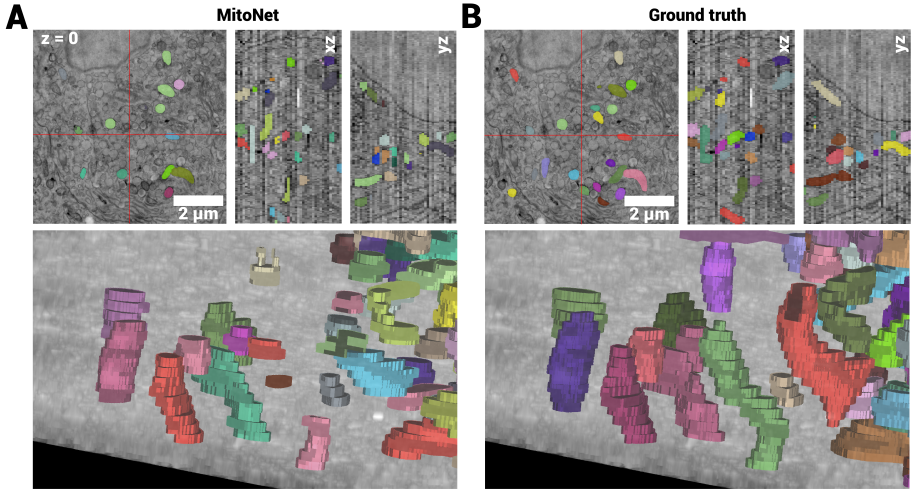 A MitoNet
z = 0
xz
yz
2 μm
B Ground truth
xz
yz
2 μm